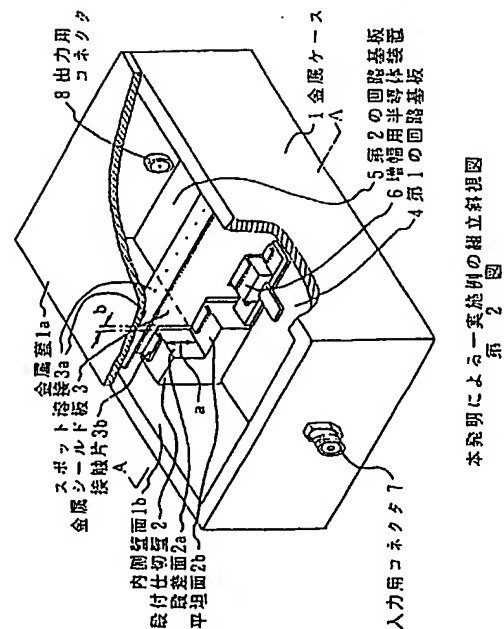 金属蓋1a
スポット溶接3a
金属シールド板3
接触片3b
A
内側壁面1b
段付仕切壁2
段差面2a
平坦面2b
a
b
8 出力用
コネクタ
1 金属ケース
A
5 第2の回路基板
6 増幅用半導体装置
4 第1の回路基板
入力用コネクタ7
本発明による一実施例の組立斜視図
第 2 図